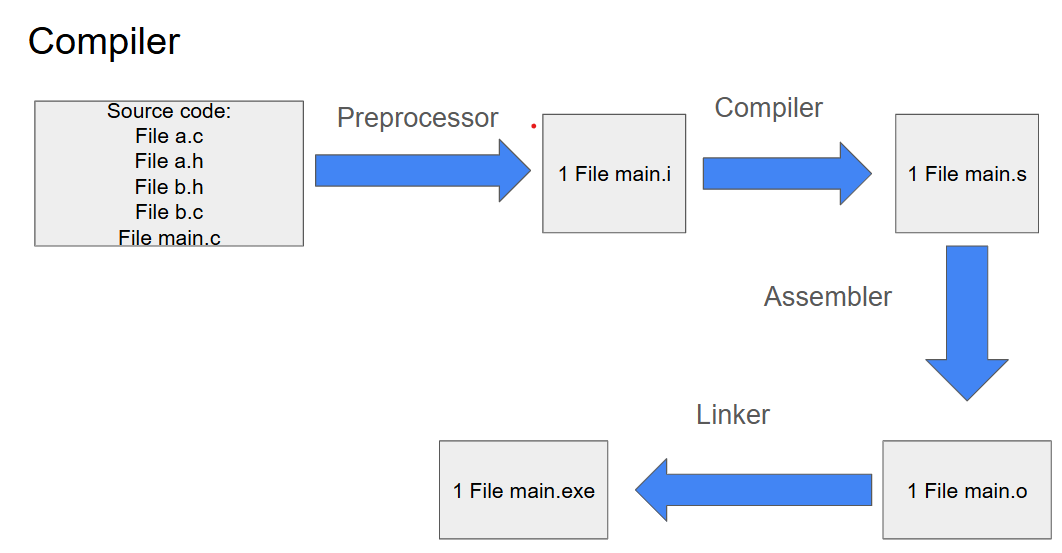 Compiler
Source code:
File a.c
File a.h
File b.h
File b.c
File main.c
Preprocessor
1 File main.i
Compiler
1 File main.s
Assembler
Linker
1 File main.exe
1 File main.o